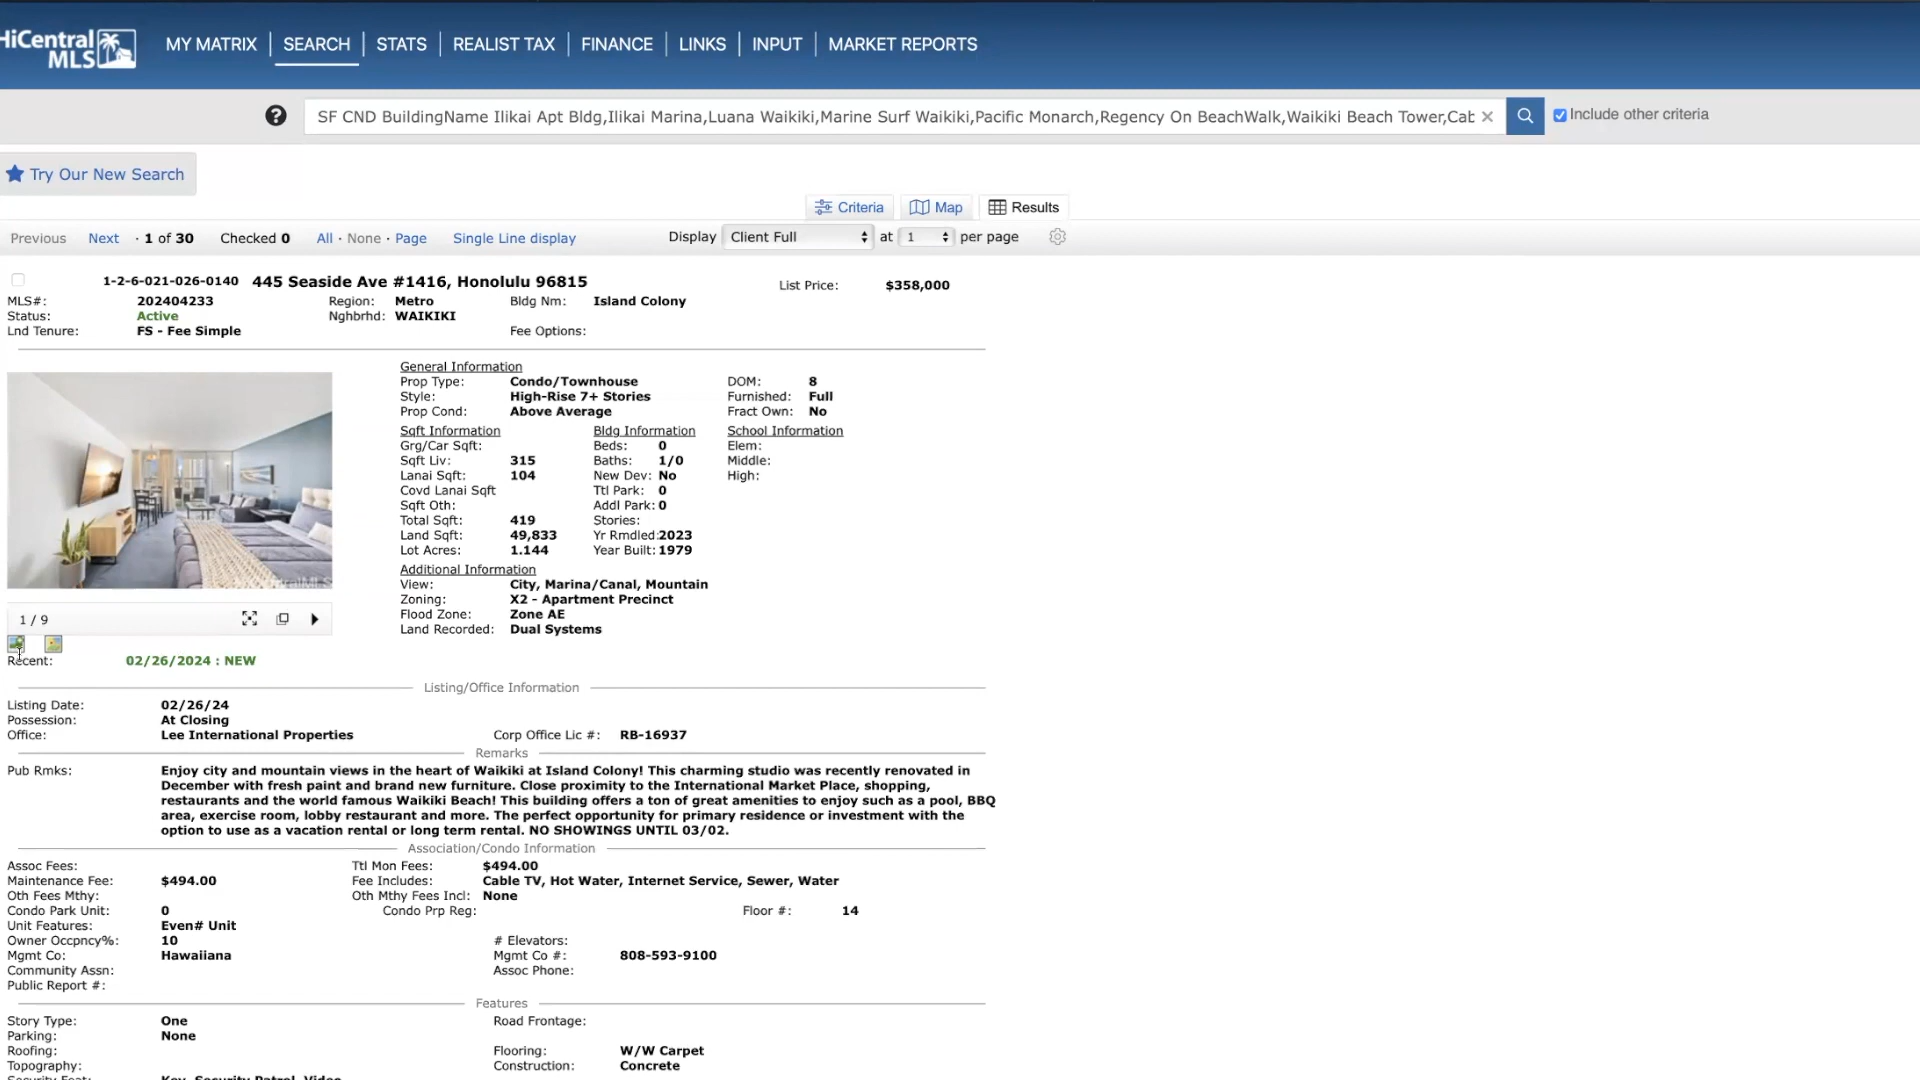 HiCentral
MLS
MY MATRIX SEARCH STATS REALIST TAX FINANCE LINKS INPUT MARKET REPORTS
? SF CND BuildingName Ilikai Apt Bldg,Ilikai Marina,Luana Waikiki,Marine Surf Waikiki,Pacific Monarch,Regency On BeachWalk,Waikiki Beach Tower,Cab Include other criteria
Try Our New Search
Criteria Map Results
Previous Next · 1 of 30 Checked 0 All · None · Page Single Line display Display Client Full at 1 per page
1-2-6-021-026-0140 445 Seaside Ave #1416, Honolulu 96815 List Price: $358,000
MLS#: 202404233 Region: Metro Bldg Nm: Island Colony
Status: Active Nghbrhd: WAIKIKI
Lnd Tenure: FS - Fee Simple Fee Options:
General Information
Prop Type: Condo/Townhouse DOM: 8
Style: High-Rise 7+ Stories Furnished: Full
Prop Cond: Above Average Fract Own: No
Sqft Information Bldg Information School Information
Grg/Car Sqft: Beds: 0 Elem:
Sqft Liv: 315 Baths: 1/0 Middle:
Lanai Sqft: 104 New Dev: No High:
Covd Lanai Sqft Ttl Park: 0
Sqft Oth: Addl Park: 0
Total Sqft: 419 Stories:
Land Sqft: 49,833 Yr Rmdled: 2023
Lot Acres: 1.144 Year Built: 1979
Additional Information
View: City, Marina/Canal, Mountain
Zoning: X2 - Apartment Precinct
Flood Zone: Zone AE
Land Recorded: Dual Systems
1 / 9
Recent: 02/26/2024 : NEW
Listing/Office Information
Listing Date: 02/26/24
Possession: At Closing
Office: Lee International Properties Corp Office Lic #: RB-16937
Remarks
Pub Rmks: Enjoy city and mountain views in the heart of Waikiki at Island Colony! This charming studio was recently renovated in
December with fresh paint and brand new furniture. Close proximity to the International Market Place, shopping,
restaurants and the world famous Waikiki Beach! This building offers a ton of great amenities to enjoy such as a pool, BBQ
area, exercise room, lobby restaurant and more. The perfect opportunity for primary residence or investment with the
option to use as a vacation rental or long term rental. NO SHOWINGS UNTIL 03/02.
Association/Condo Information
Assoc Fees: Ttl Mon Fees: $494.00
Maintenance Fee: $494.00 Fee Includes: Cable TV, Hot Water, Internet Service, Sewer, Water
Oth Fees Mthy: Oth Mthy Fees Incl: None
Condo Park Unit: 0 Condo Prp Reg: Floor #: 14
Unit Features: Even# Unit
Owner Occpncy%: 10 # Elevators:
Mgmt Co: Hawaiiana Mgmt Co #: 808-593-9100
Community Assn: Assoc Phone:
Public Report #:
Features
Story Type: One Road Frontage:
Parking: None
Roofing: Flooring: W/W Carpet
Topography: Construction: Concrete
Security Feat: Key, Security Patrol, Video